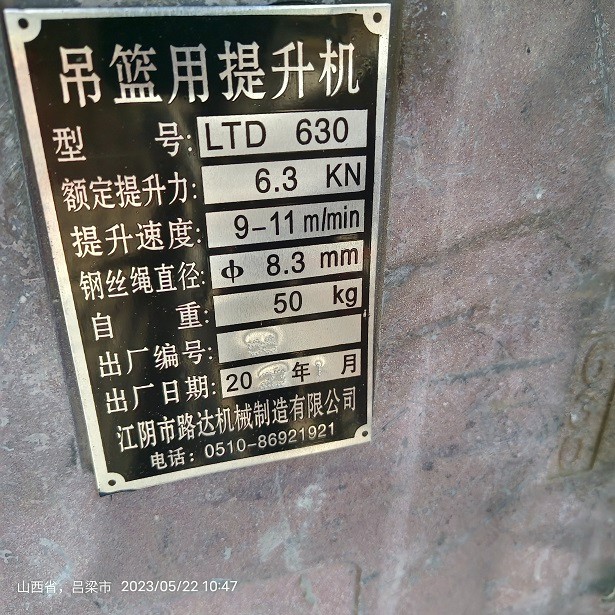 吊篮用提升机
型 号: LTD 630
额定提升力: 6.3 KN
提升速度: 9-11 m/min
钢丝绳直径: Φ 8.3 mm
自 重: 50 kg
出厂编号:
出厂日期: 20 年 月
江阴市路达机械制造有限公司
电话: 0510-86921921
山西省，吕梁市 2023/05/22 10:47